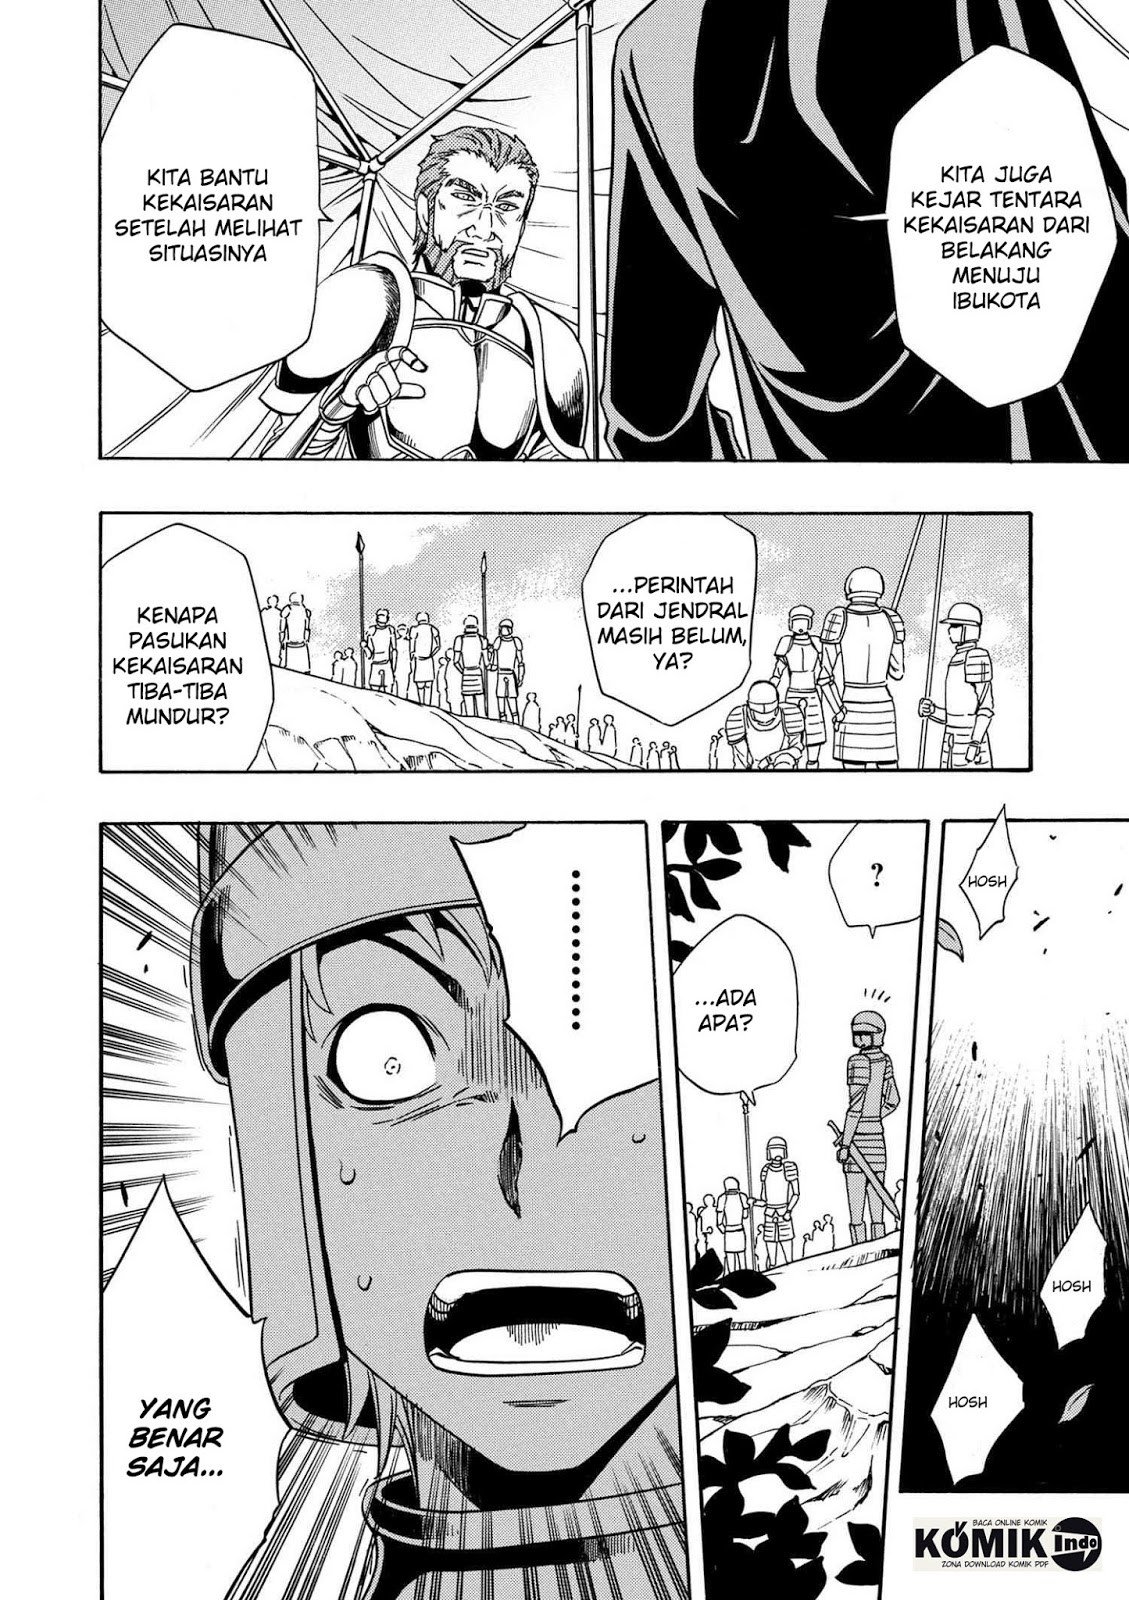 KITA JUGA
KEJAR TENTARA
KEKAISARAN DARI
BELAKANG
MENUJU
IBUKOTA
KITA BANTU
KEKAISARAN
SETELAH MELIHAT
SITUASINYA
...PERINTAH
DARI JENDRAL
MASIH BELUM,
YA?
KENAPA
PASUKAN
KEKAISARAN
TIBA-TIBA
MUNDUR?
HOSH
HOSH
HOSH
?
...ADA
APA?
.........
YANG
BENAR
SAJA...
BACA ONLINE KOMIK
KOMIK Indo
ZONA DOWNLOAD KOMIK PDF